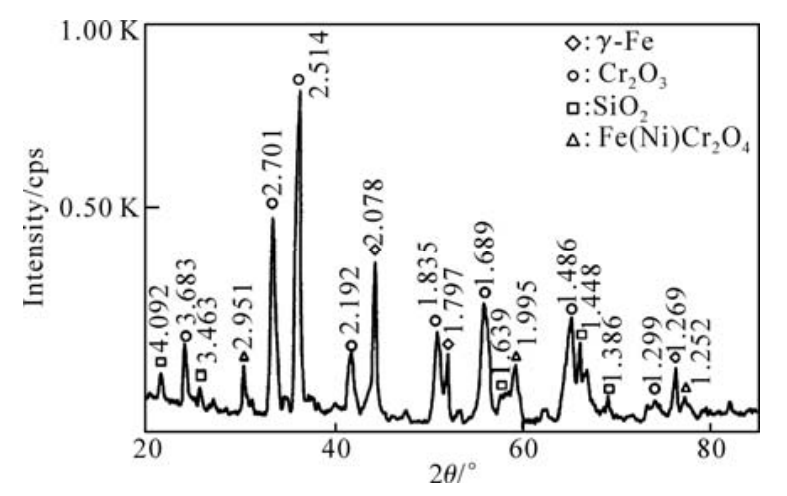 1.00 K
0.50 K
Intensity/cps
◇: γ-Fe
○: Cr₂O₃
□:SiO₂
△: Fe(Ni)Cr₂O₄
4.092
3.683
3.463
2.951
2.701
2.514
2.192
2.078
1.835
1.797
1.689
1.639
1.995
1.486
1.448
1.386
1.299
1.269
1.252
20
40
60
80
2θ/°